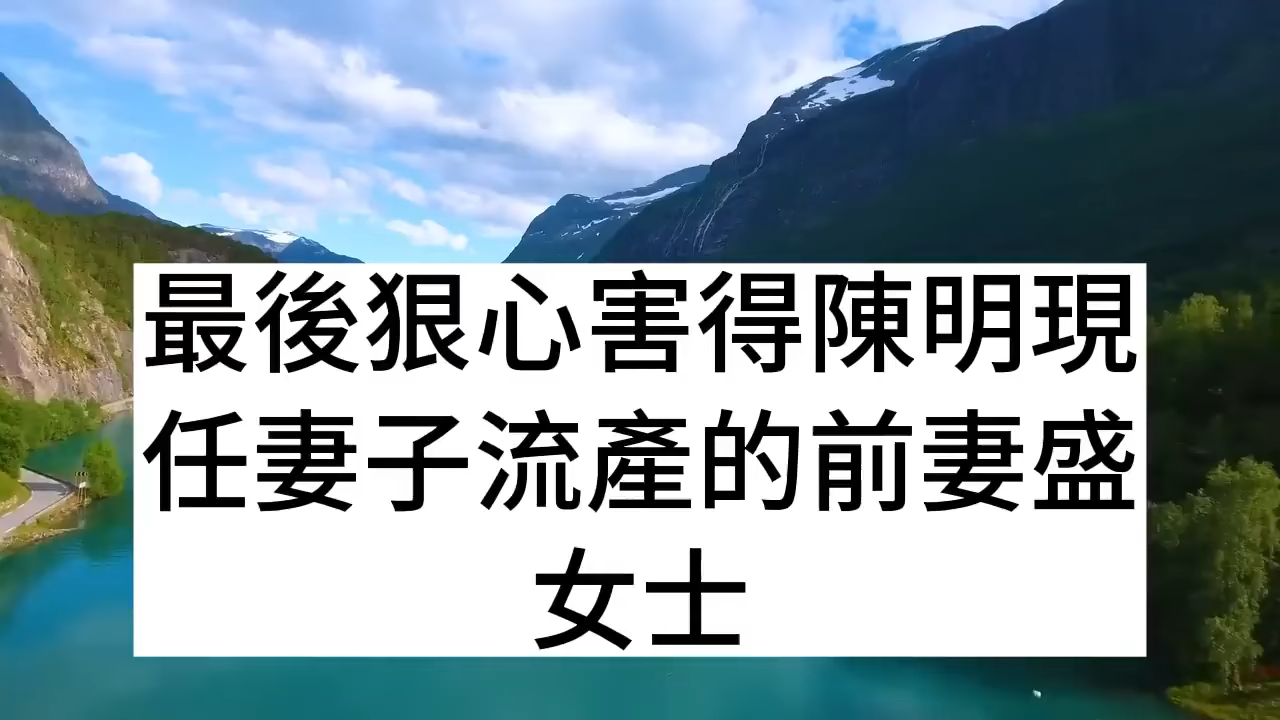 最後狠心害得陳明現
任妻子流產的前妻盛
女士